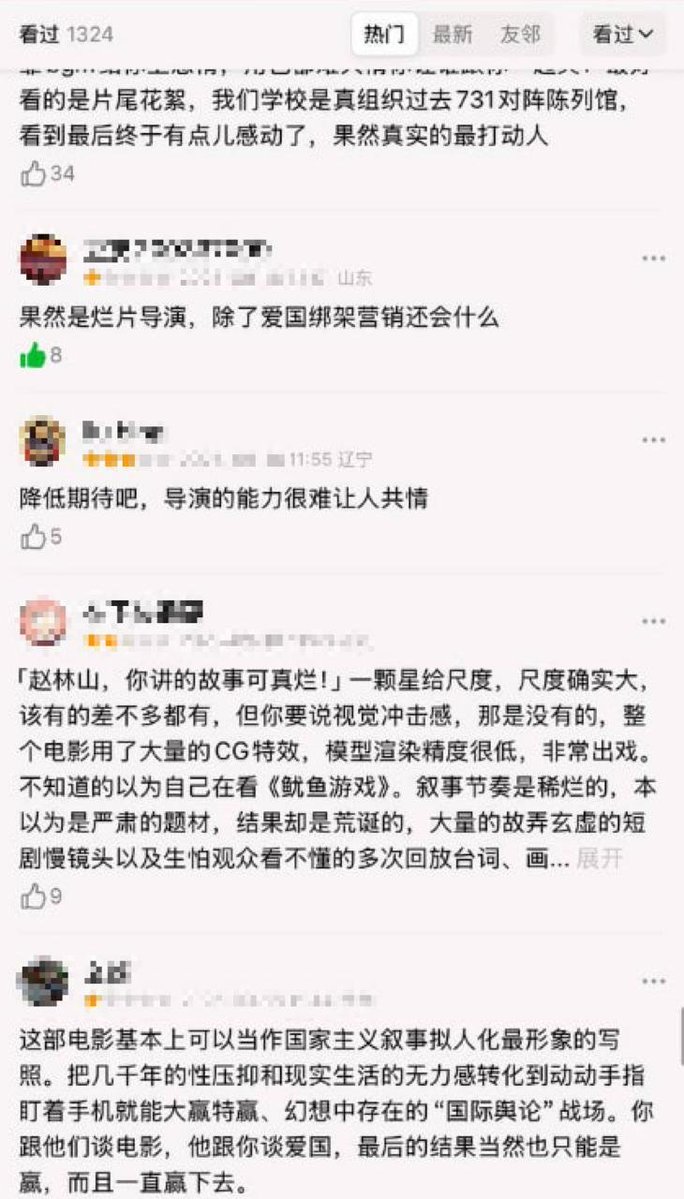 看过 1324 热门 最新 友邻 看过
看的是片尾花絮，我们学校是真组织过去731对阵陈列馆，
看到最后终于有点儿感动了，果然真实的最打动人
34
山东
果然是烂片导演，除了爱国绑架营销还会什么
8
11:55 辽宁
降低期待吧，导演的能力很难让人共情
5
「赵林山，你讲的故事可真烂！」一颗星给尺度，尺度确实大，
该有的差不多都有，但你要说视觉冲击感，那是没有的，整
个电影用了大量的CG特效，模型渲染精度很低，非常出戏。
不知道的以为自己在看《鱿鱼游戏》。叙事节奏是稀烂的，本
以为是严肃的题材，结果却是荒诞的，大量的故弄玄虚的短
剧慢镜头以及生怕观众看不懂的多次回放台词、画... 展开
9
这部电影基本上可以当作国家主义叙事拟人化最形象的写
照。把几千年的性压抑和现实生活的无力感转化到动动手指
盯着手机就能大赢特赢、幻想中存在的“国际舆论”战场。你
跟他们谈电影，他跟你谈爱国，最后的结果当然也只能是
赢，而且一直赢下去。